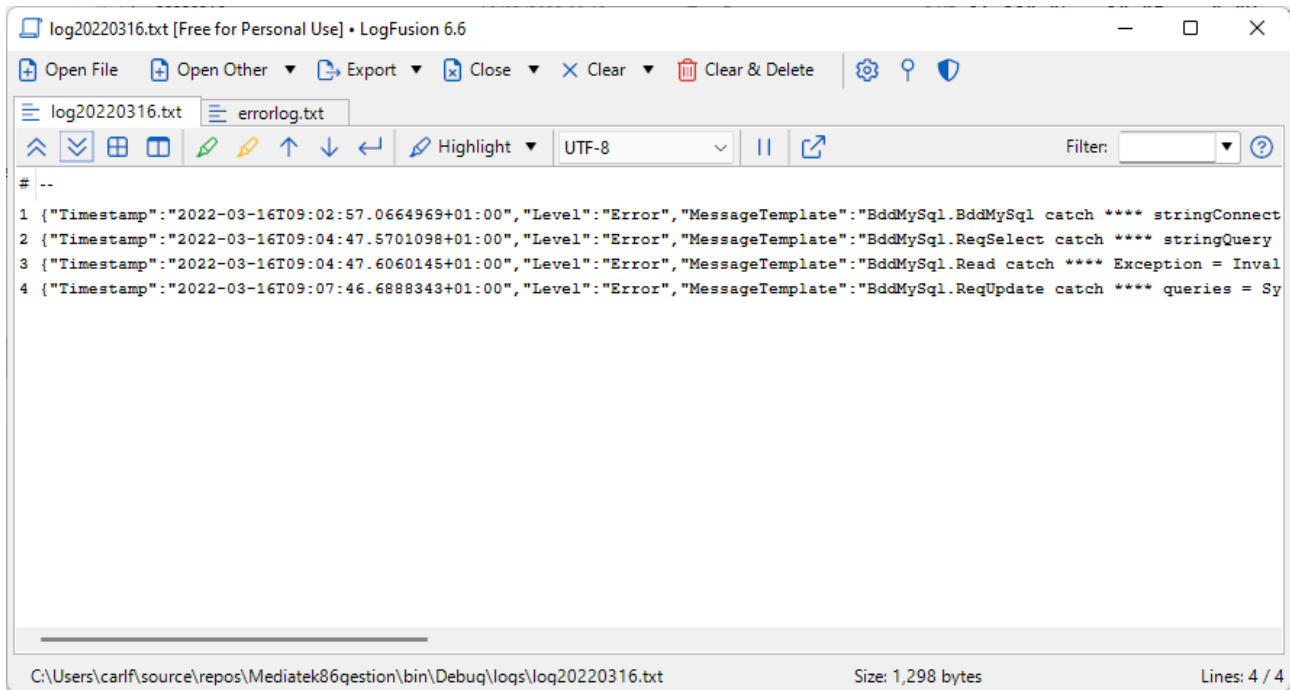 log20220316.txt [Free for Personal Use] • LogFusion 6.6
Open File Open Other Export Close Clear Clear & Delete
log20220316.txt errorlog.txt
Highlight UTF-8 Filter:
# --
1 {"Timestamp":"2022-03-16T09:02:57.0664969+01:00","Level":"Error","MessageTemplate":"BddMySql.BddMySql catch **** stringConnect
2 {"Timestamp":"2022-03-16T09:04:47.5701098+01:00","Level":"Error","MessageTemplate":"BddMySql.ReqSelect catch **** stringQuery
3 {"Timestamp":"2022-03-16T09:04:47.6060145+01:00","Level":"Error","MessageTemplate":"BddMySql.Read catch **** Exception = Inval
4 {"Timestamp":"2022-03-16T09:07:46.6888343+01:00","Level":"Error","MessageTemplate":"BddMySql.ReqUpdate catch **** queries = Sy
C:\Users\carlf\source\repos\Mediatek86gestion\bin\Debug\logs\log20220316.txt Size: 1,298 bytes Lines: 4 / 4